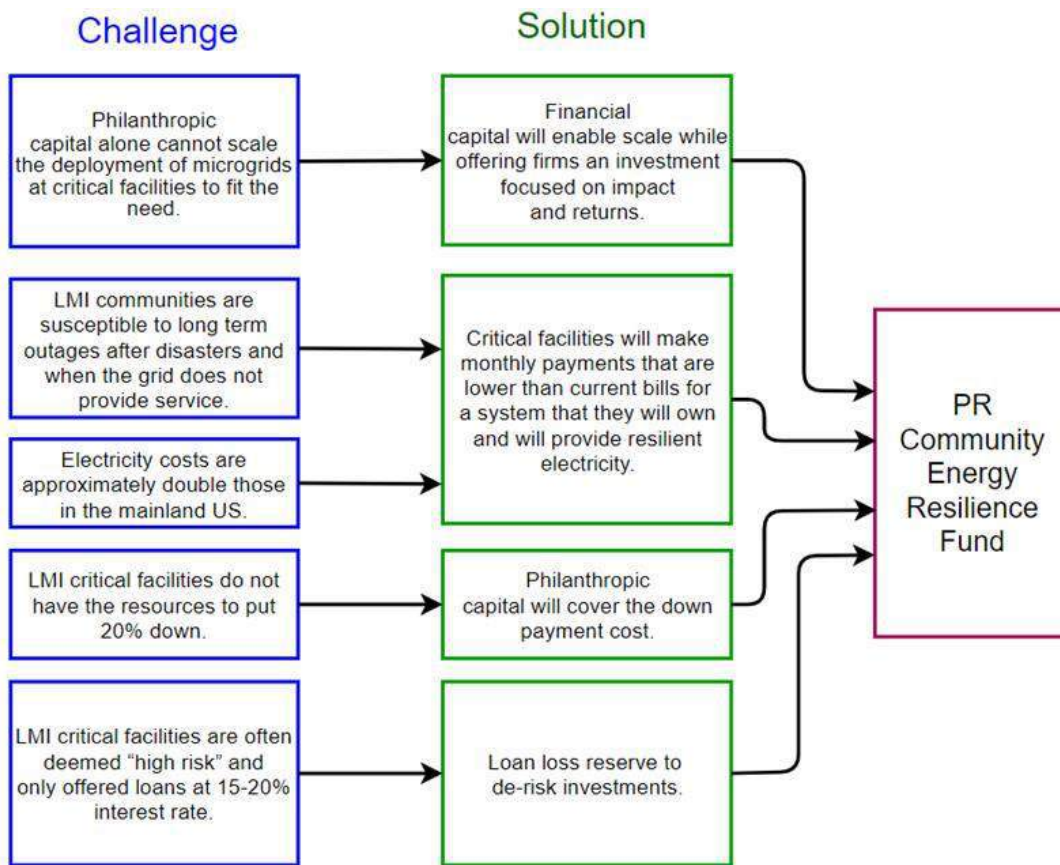 Challenge
Solution
Philanthropic
capital alone cannot scale
the deployment of microgrids
at critical facilities to fit the
need.
Financial
capital will enable scale while
offering firms an investment
focused on impact
and returns.
LMI communities are
susceptible to long term
outages after disasters and
when the grid does not
provide service.
Critical facilities will make
monthly payments that are
lower than current bills for
a system that they will own
and will provide resilient
electricity.
Electricity costs are
approximately double those
in the mainland US.
LMI critical facilities do not
have the resources to put
20% down.
Philanthropic
capital will cover the down
payment cost.
LMI critical facilities are often
deemed “high risk” and
only offered loans at 15-20%
interest rate.
Loan loss reserve to
de-risk investments.
PR
Community
Energy
Resilience
Fund